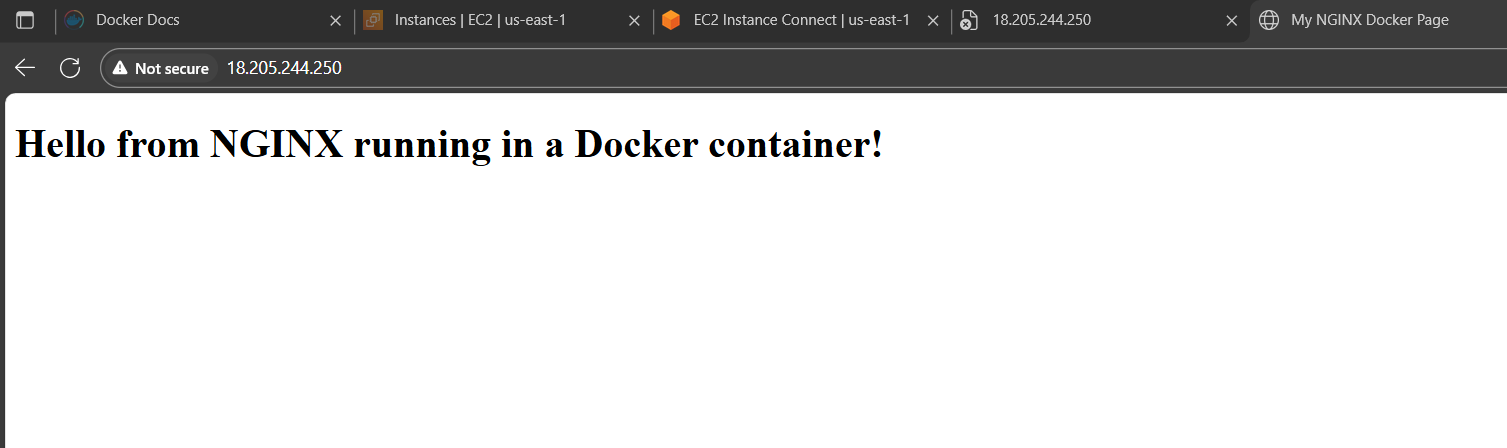 Docker Docs
Instances | EC2 | us-east-1
EC2 Instance Connect | us-east-1
18.205.244.250
My NGINX Docker Page
Not secure
18.205.244.250
Hello from NGINX running in a Docker container!